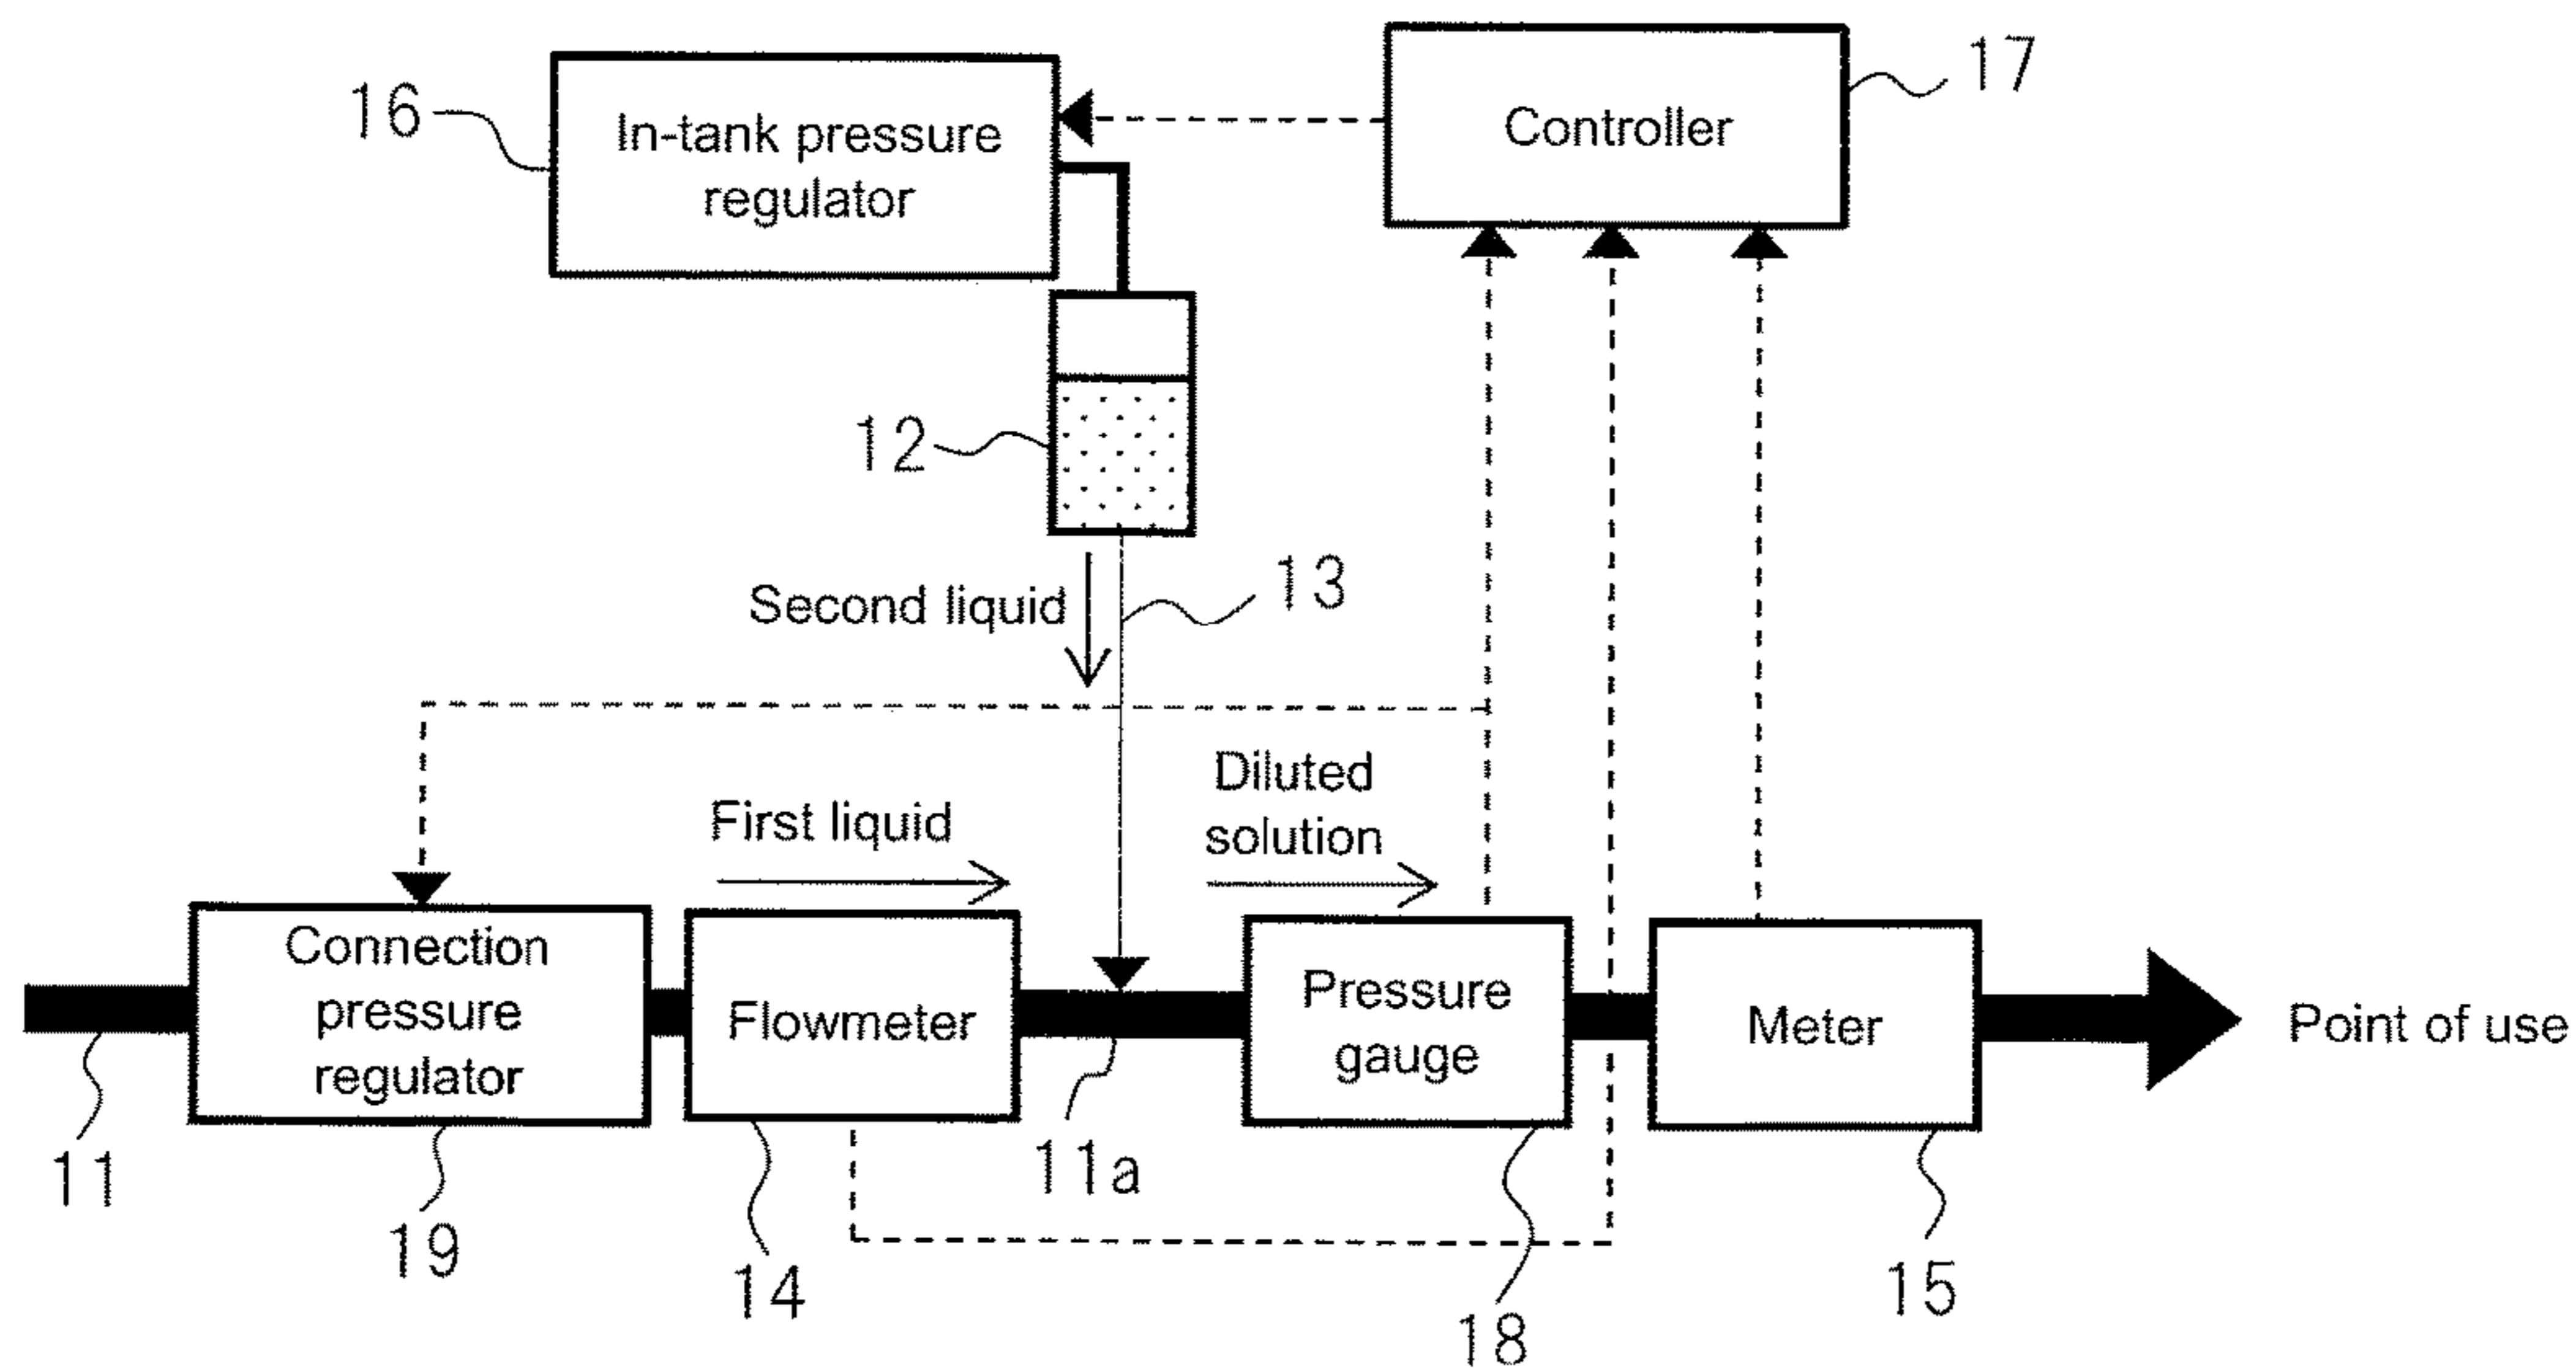 16
In-tank pressure
regulator
Controller
17
12
Second liquid
13
First liquid
Diluted
solution
Connection
pressure
regulator
Flowmeter
Pressure
gauge
Meter
Point of use
11
19
14
11a
18
15